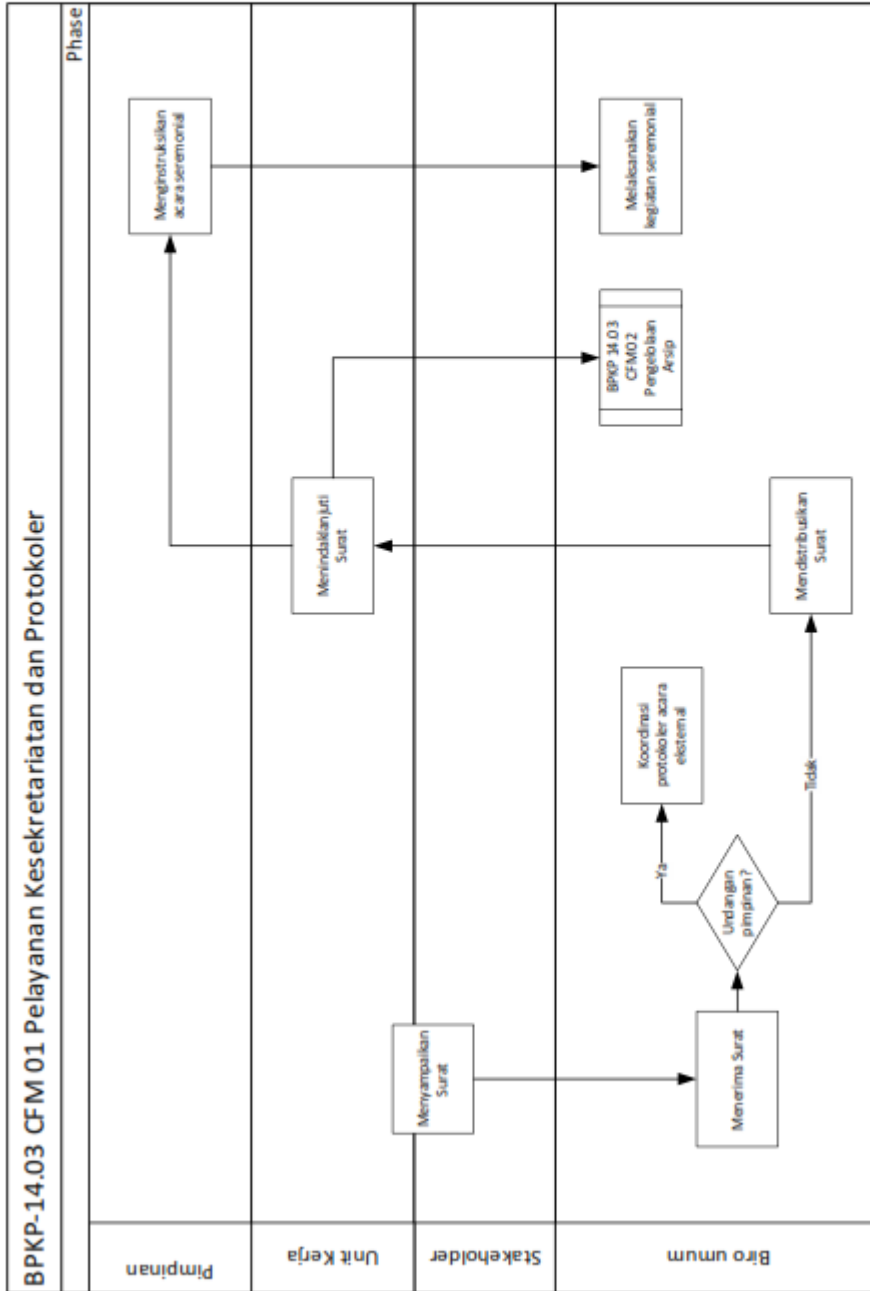 BPKP-14.03 CFM 01 Pelayanan Kesekretariatan dan Protokoler
Phase
Pimpinan
Menginstruksikan
acara seremonial
Unit Kerja
Menindaklanjuti
Surat
Stakeholder
Menyampaikan
Surat
Biro umum
Menerima Surat
Undangan
pimpinan?
Ya
Koordinasi
protokoler acara
eksternal
Tidak
Mendistribusikan
Surat
BPKP 14.03
CFM02
Pengelolaan
Arsip
Melaksanakan
kegiatan seremonial